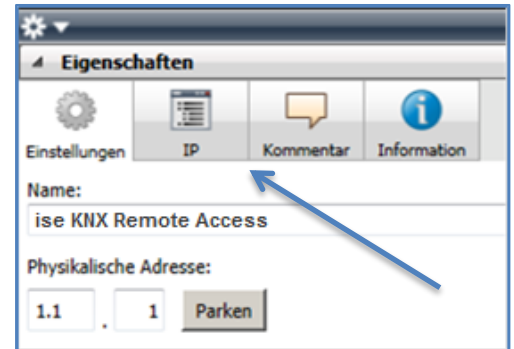 Eigenschaften
Einstellungen IP Kommentar Information
Name:
ise KNX Remote Access
Physikalische Adresse:
1.1 . 1 Parken